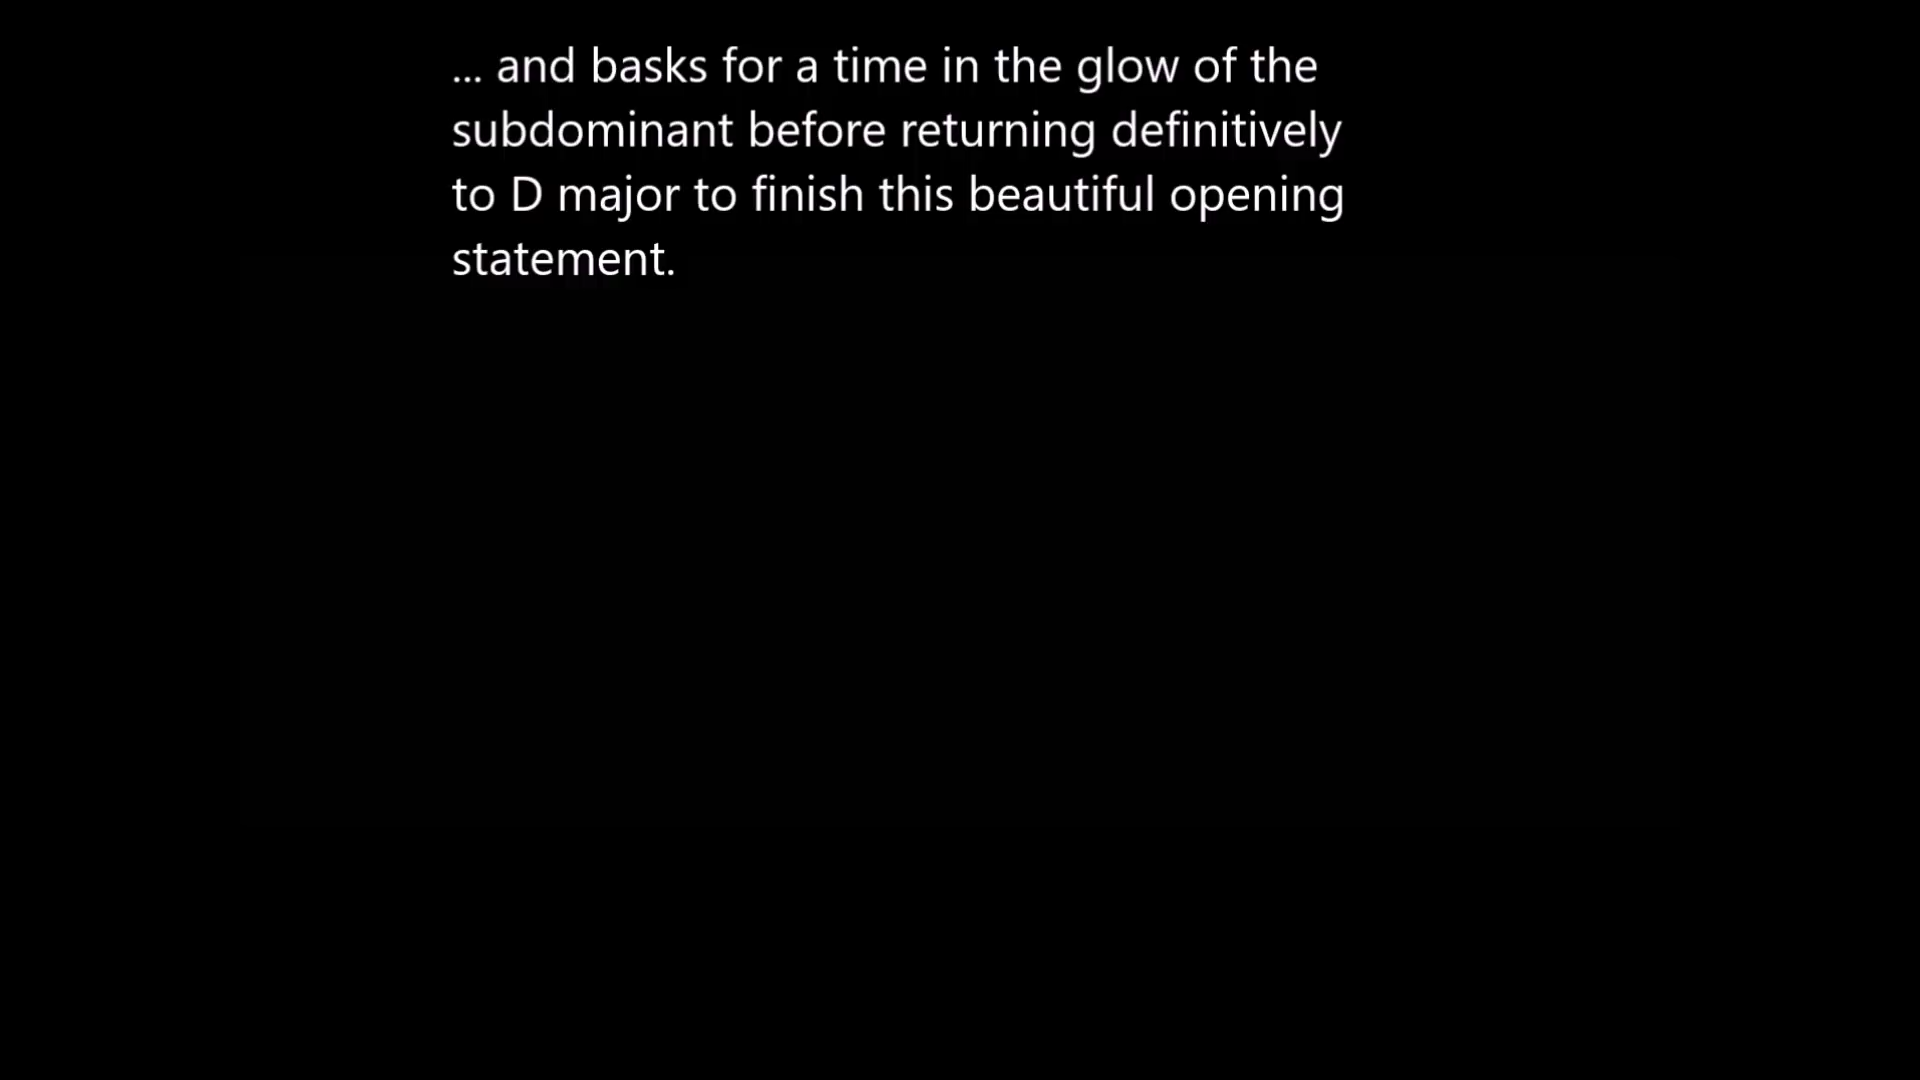 ... and basks for a time in the glow of the
subdominant before returning definitively
to D major to finish this beautiful opening
statement.